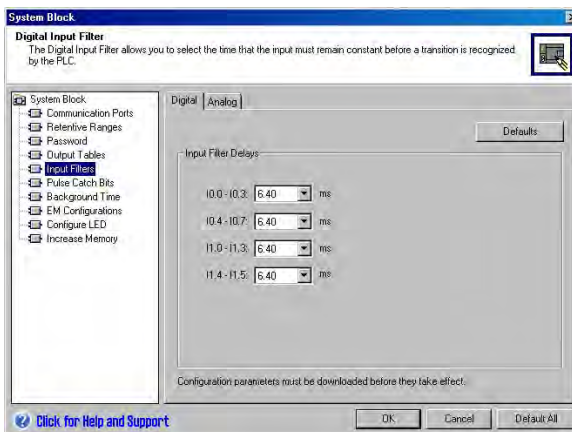 System Block
Digital Input Filter
The Digital Input Filter allows you to select the time that the input must remain constant before a transition is recognized
by the PLC.
System Block
Communication Ports
Retentive Ranges
Password
Output Tables
Input Filters
Pulse Catch Bits
Background Time
EM Configurations
Configure LED
Increase Memory
Digital Analog
Defaults
Input Filter Delays
I0.0 - I0.3: 6.40 ms
I0.4 - I0.7: 6.40 ms
I1.0 - I1.3: 6.40 ms
I1.4 - I1.5: 6.40 ms
Configuration parameters must be downloaded before they take effect.
Click for Help and Support
OK Cancel Default All